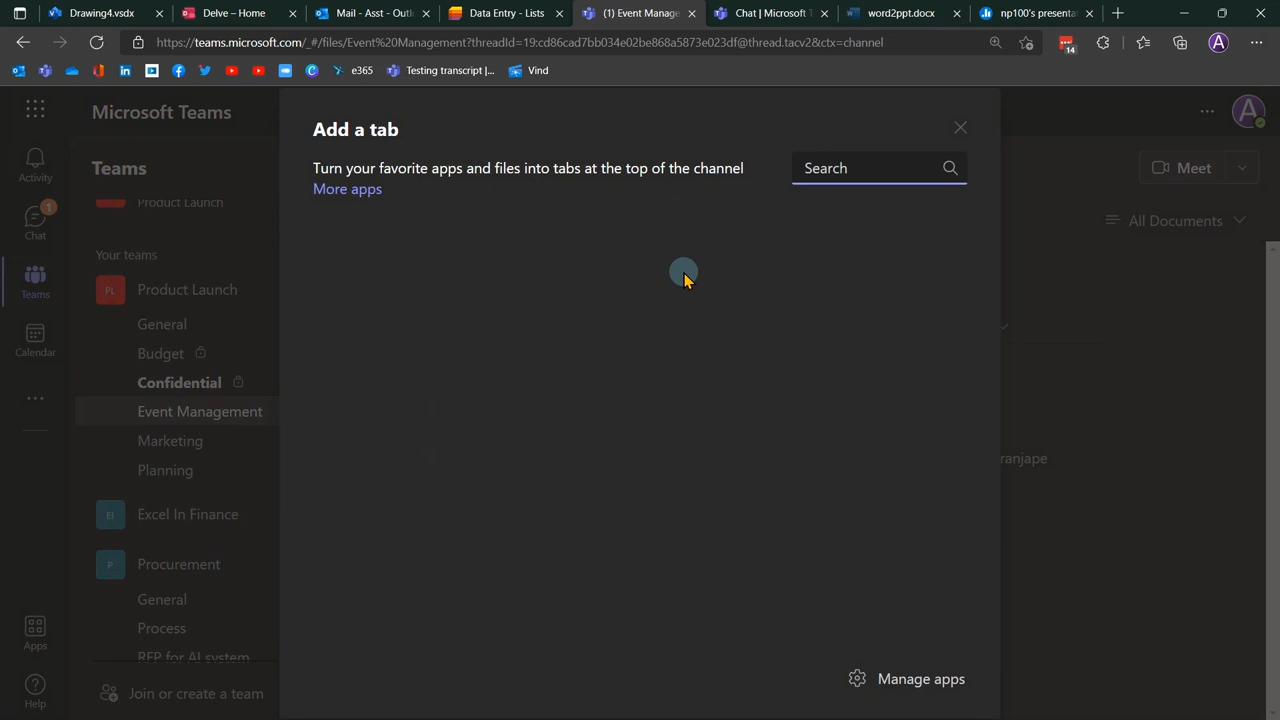 Drawing4.vsdx
Delve – Home
Mail - Asst - Outl
Data Entry - Lists
(1) Event Manage
Chat | Microsoft T
word2ppt.docx
np100's presentat
https://teams.microsoft.com/_#/files/Event%20Management?threadId=19:cd86cad7bb034e02be868a5873e023df@thread.tacv2&ctx=channel
14
A
e365
Testing transcript |...
Vind
Microsoft Teams
A
Activity
1
Chat
Teams
Calendar
Apps
Help
Teams
Product Launch
Your teams
PL Product Launch
General
Budget
Confidential
Event Management
Marketing
Planning
EI Excel In Finance
P Procurement
General
Process
RFP for AI system
Join or create a team
Add a tab
Turn your favorite apps and files into tabs at the top of the channel
More apps
Search
Manage apps
Meet
All Documents
ranjape